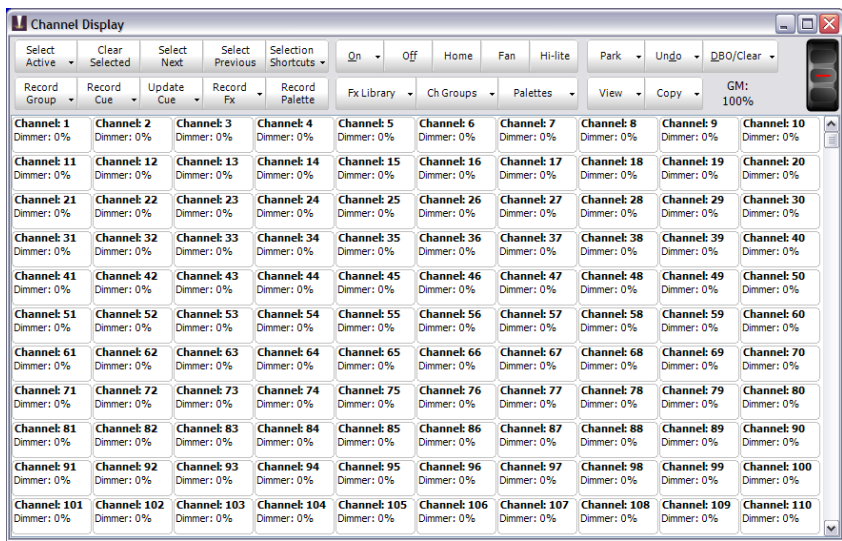 Channel Display
Select Clear Select Select Selection On Off Home Fan Hi-lite Park Undo DBO/Clear
Active Selected Next Previous Shortcuts
Record Record Update Record Record Fx Library Ch Groups Palettes View Copy GM:
Group Cue Cue Fx Palette 100%
Channel: 1 Channel: 2 Channel: 3 Channel: 4 Channel: 5 Channel: 6 Channel: 7 Channel: 8 Channel: 9 Channel: 10
Dimmer: 0% Dimmer: 0% Dimmer: 0% Dimmer: 0% Dimmer: 0% Dimmer: 0% Dimmer: 0% Dimmer: 0% Dimmer: 0% Dimmer: 0%
Channel: 11 Channel: 12 Channel: 13 Channel: 14 Channel: 15 Channel: 16 Channel: 17 Channel: 18 Channel: 19 Channel: 20
Dimmer: 0% Dimmer: 0% Dimmer: 0% Dimmer: 0% Dimmer: 0% Dimmer: 0% Dimmer: 0% Dimmer: 0% Dimmer: 0% Dimmer: 0%
Channel: 21 Channel: 22 Channel: 23 Channel: 24 Channel: 25 Channel: 26 Channel: 27 Channel: 28 Channel: 29 Channel: 30
Dimmer: 0% Dimmer: 0% Dimmer: 0% Dimmer: 0% Dimmer: 0% Dimmer: 0% Dimmer: 0% Dimmer: 0% Dimmer: 0% Dimmer: 0%
Channel: 31 Channel: 32 Channel: 33 Channel: 34 Channel: 35 Channel: 36 Channel: 37 Channel: 38 Channel: 39 Channel: 40
Dimmer: 0% Dimmer: 0% Dimmer: 0% Dimmer: 0% Dimmer: 0% Dimmer: 0% Dimmer: 0% Dimmer: 0% Dimmer: 0% Dimmer: 0%
Channel: 41 Channel: 42 Channel: 43 Channel: 44 Channel: 45 Channel: 46 Channel: 47 Channel: 48 Channel: 49 Channel: 50
Dimmer: 0% Dimmer: 0% Dimmer: 0% Dimmer: 0% Dimmer: 0% Dimmer: 0% Dimmer: 0% Dimmer: 0% Dimmer: 0% Dimmer: 0%
Channel: 51 Channel: 52 Channel: 53 Channel: 54 Channel: 55 Channel: 56 Channel: 57 Channel: 58 Channel: 59 Channel: 60
Dimmer: 0% Dimmer: 0% Dimmer: 0% Dimmer: 0% Dimmer: 0% Dimmer: 0% Dimmer: 0% Dimmer: 0% Dimmer: 0% Dimmer: 0%
Channel: 61 Channel: 62 Channel: 63 Channel: 64 Channel: 65 Channel: 66 Channel: 67 Channel: 68 Channel: 69 Channel: 70
Dimmer: 0% Dimmer: 0% Dimmer: 0% Dimmer: 0% Dimmer: 0% Dimmer: 0% Dimmer: 0% Dimmer: 0% Dimmer: 0% Dimmer: 0%
Channel: 71 Channel: 72 Channel: 73 Channel: 74 Channel: 75 Channel: 76 Channel: 77 Channel: 78 Channel: 79 Channel: 80
Dimmer: 0% Dimmer: 0% Dimmer: 0% Dimmer: 0% Dimmer: 0% Dimmer: 0% Dimmer: 0% Dimmer: 0% Dimmer: 0% Dimmer: 0%
Channel: 81 Channel: 82 Channel: 83 Channel: 84 Channel: 85 Channel: 86 Channel: 87 Channel: 88 Channel: 89 Channel: 90
Dimmer: 0% Dimmer: 0% Dimmer: 0% Dimmer: 0% Dimmer: 0% Dimmer: 0% Dimmer: 0% Dimmer: 0% Dimmer: 0% Dimmer: 0%
Channel: 91 Channel: 92 Channel: 93 Channel: 94 Channel: 95 Channel: 96 Channel: 97 Channel: 98 Channel: 99 Channel: 100
Dimmer: 0% Dimmer: 0% Dimmer: 0% Dimmer: 0% Dimmer: 0% Dimmer: 0% Dimmer: 0% Dimmer: 0% Dimmer: 0% Dimmer: 0%
Channel: 101 Channel: 102 Channel: 103 Channel: 104 Channel: 105 Channel: 106 Channel: 107 Channel: 108 Channel: 109 Channel: 110
Dimmer: 0% Dimmer: 0% Dimmer: 0% Dimmer: 0% Dimmer: 0% Dimmer: 0% Dimmer: 0% Dimmer: 0% Dimmer: 0% Dimmer: 0%